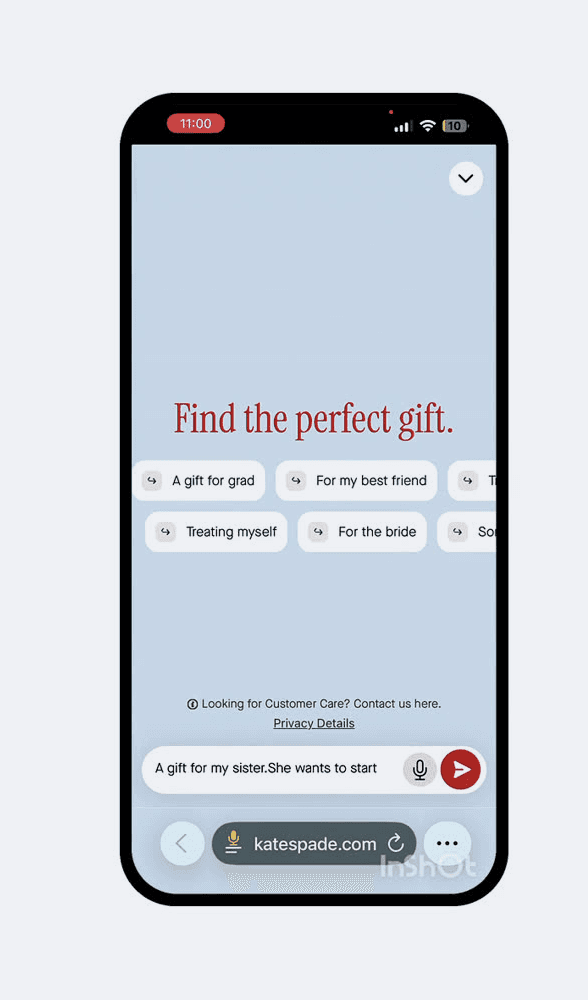 11:00
10
Find the perfect gift.
A gift for grad
For my best friend
Treating myself
For the bride
Looking for Customer Care? Contact us here.
Privacy Details
A gift for my sister.She wants to start
katespade.com
InShOt